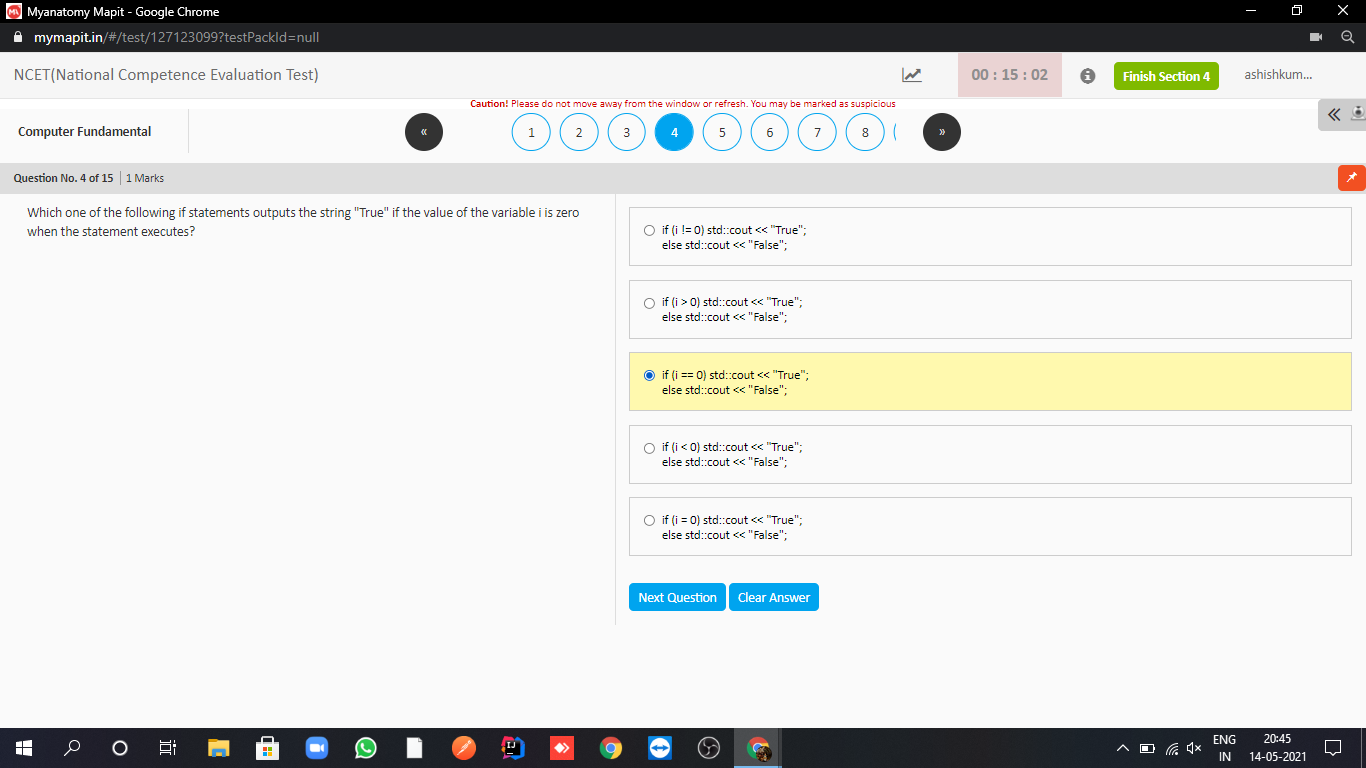 Myanatomy Mapit - Google Chrome
mymapit.in/#/test/127123099?testPackId=null
NCET(National Competence Evaluation Test)
00 : 15 : 02
Finish Section 4
ashishkum...
Caution! Please do not move away from the window or refresh. You may be marked as suspicious
Computer Fundamental
« 1 2 3 4 5 6 7 8 »
Question No. 4 of 15 | 1 Marks
Which one of the following if statements outputs the string "True" if the value of the variable i is zero
when the statement executes?
if (i != 0) std::cout << "True";
else std::cout << "False";
if (i > 0) std::cout << "True";
else std::cout << "False";
if (i == 0) std::cout << "True";
else std::cout << "False";
if (i < 0) std::cout << "True";
else std::cout << "False";
if (i = 0) std::cout << "True";
else std::cout << "False";
Next Question
Clear Answer
ENG
IN
20:45
14-05-2021